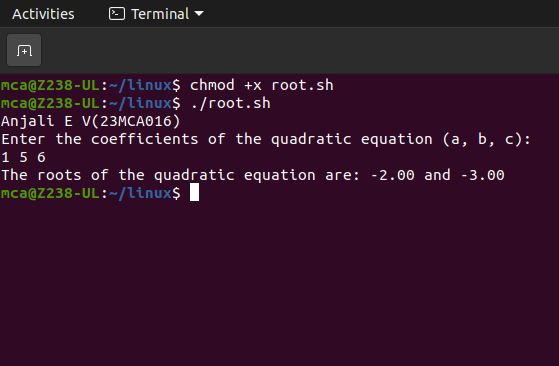 Activities Terminal
mca@Z238-UL:~/linux$ chmod +x root.sh
mca@Z238-UL:~/linux$ ./root.sh
Anjali E V(23MCA016)
Enter the coefficients of the quadratic equation (a, b, c):
1 5 6
The roots of the quadratic equation are: -2.00 and -3.00
mca@Z238-UL:~/linux$